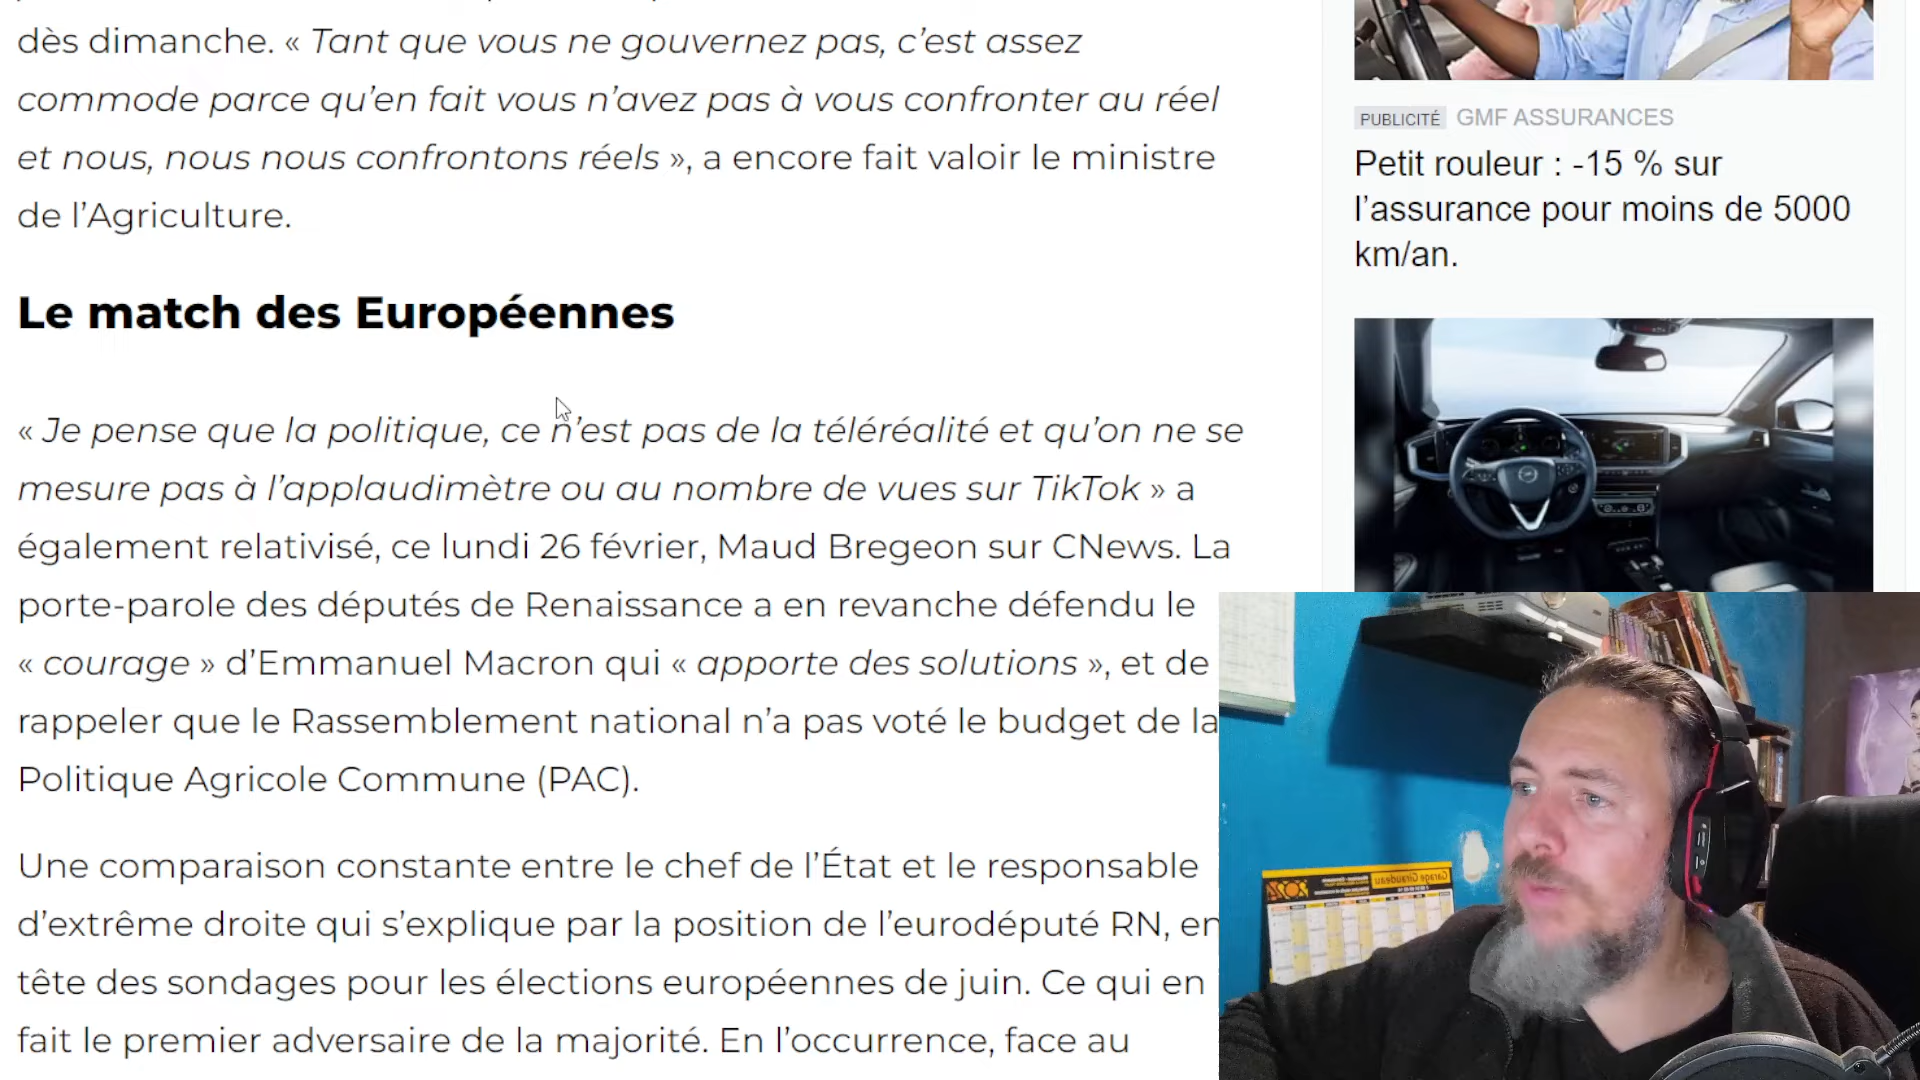 dès dimanche. « Tant que vous ne gouvernez pas, c’est assez
commode parce qu’en fait vous n’avez pas à vous confronter au réel
et nous, nous nous confrontons réels », a encore fait valoir le ministre
de l’Agriculture.
Le match des Européennes
« Je pense que la politique, ce n’est pas de la téléréalité et qu’on ne se
mesure pas à l’applaudimètre ou au nombre de vues sur TikTok » a
également relativisé, ce lundi 26 février, Maud Bregeon sur CNews. La
porte-parole des députés de Renaissance a en revanche défendu le
« courage » d’Emmanuel Macron qui « apporte des solutions », et de
rappeler que le Rassemblement national n’a pas voté le budget de la
Politique Agricole Commune (PAC).
Une comparaison constante entre le chef de l’État et le responsable
d’extrême droite qui s’explique par la position de l’eurodéputé RN, en
tête des sondages pour les élections européennes de juin. Ce qui en
fait le premier adversaire de la majorité. En l’occurrence, face au
PUBLICITÉ GMF ASSURANCES
Petit rouleur : -15 % sur
l’assurance pour moins de 5000
km/an.
Garage Giraudeau